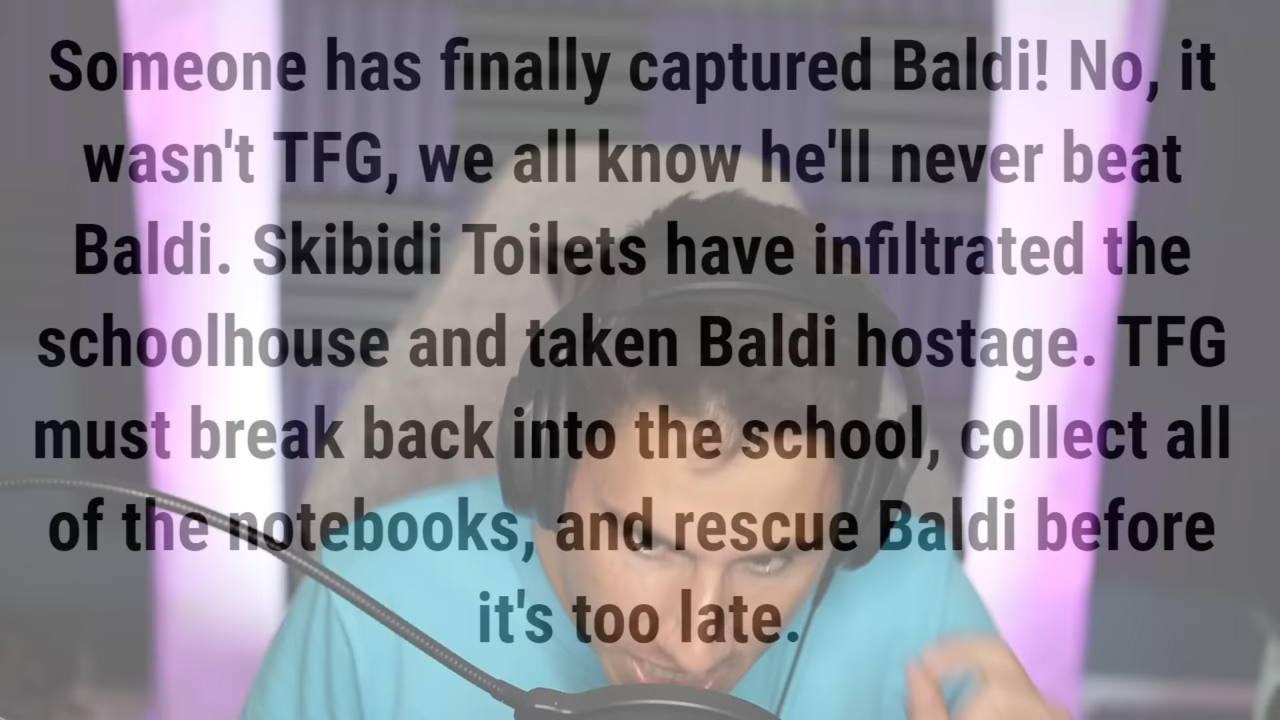 Someone has finally captured Baldi! No, it
wasn't TFG, we all know he'll never beat
Baldi. Skibidi Toilets have infiltrated the
schoolhouse and taken Baldi hostage. TFG
must break back into the school, collect all
of the notebooks, and rescue Baldi before
it's too late.